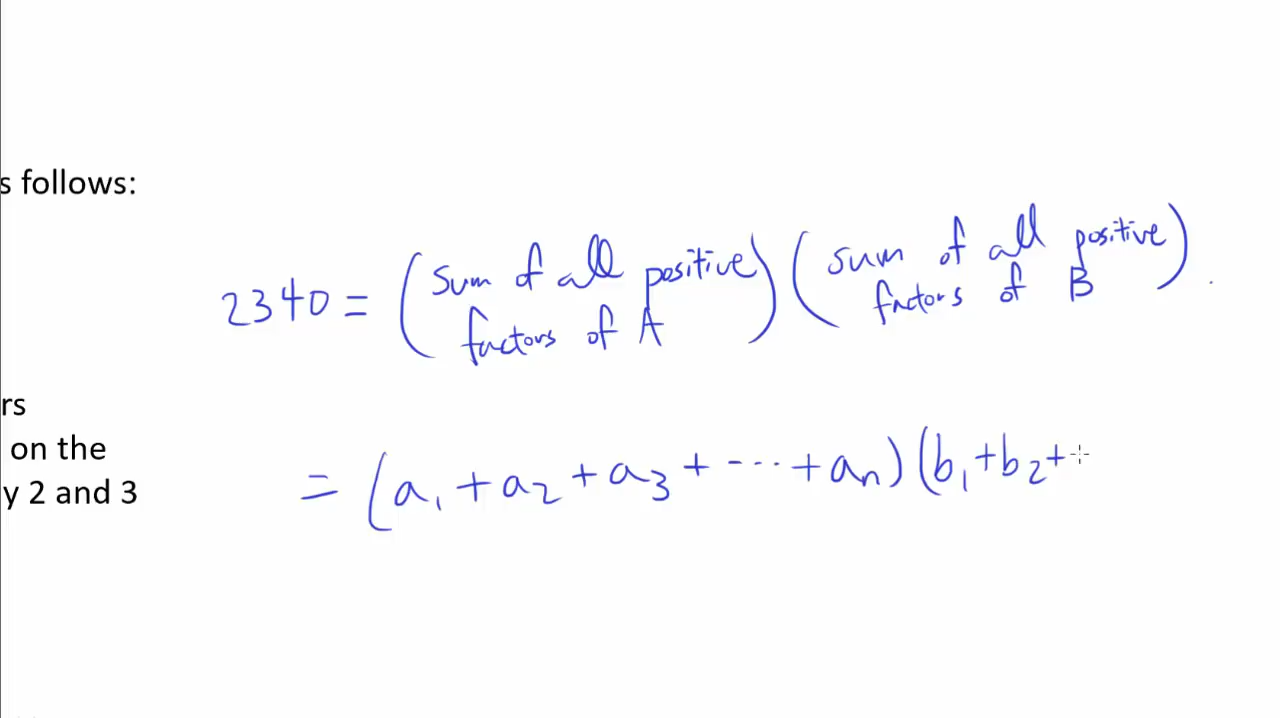 s follows:
2340 = (sum of all positive factors of A) (sum of all positive factors of B)
rs
on the
y 2 and 3
= (a₁ + a₂ + a₃ + ··· + aₙ) (b₁ + b₂ +